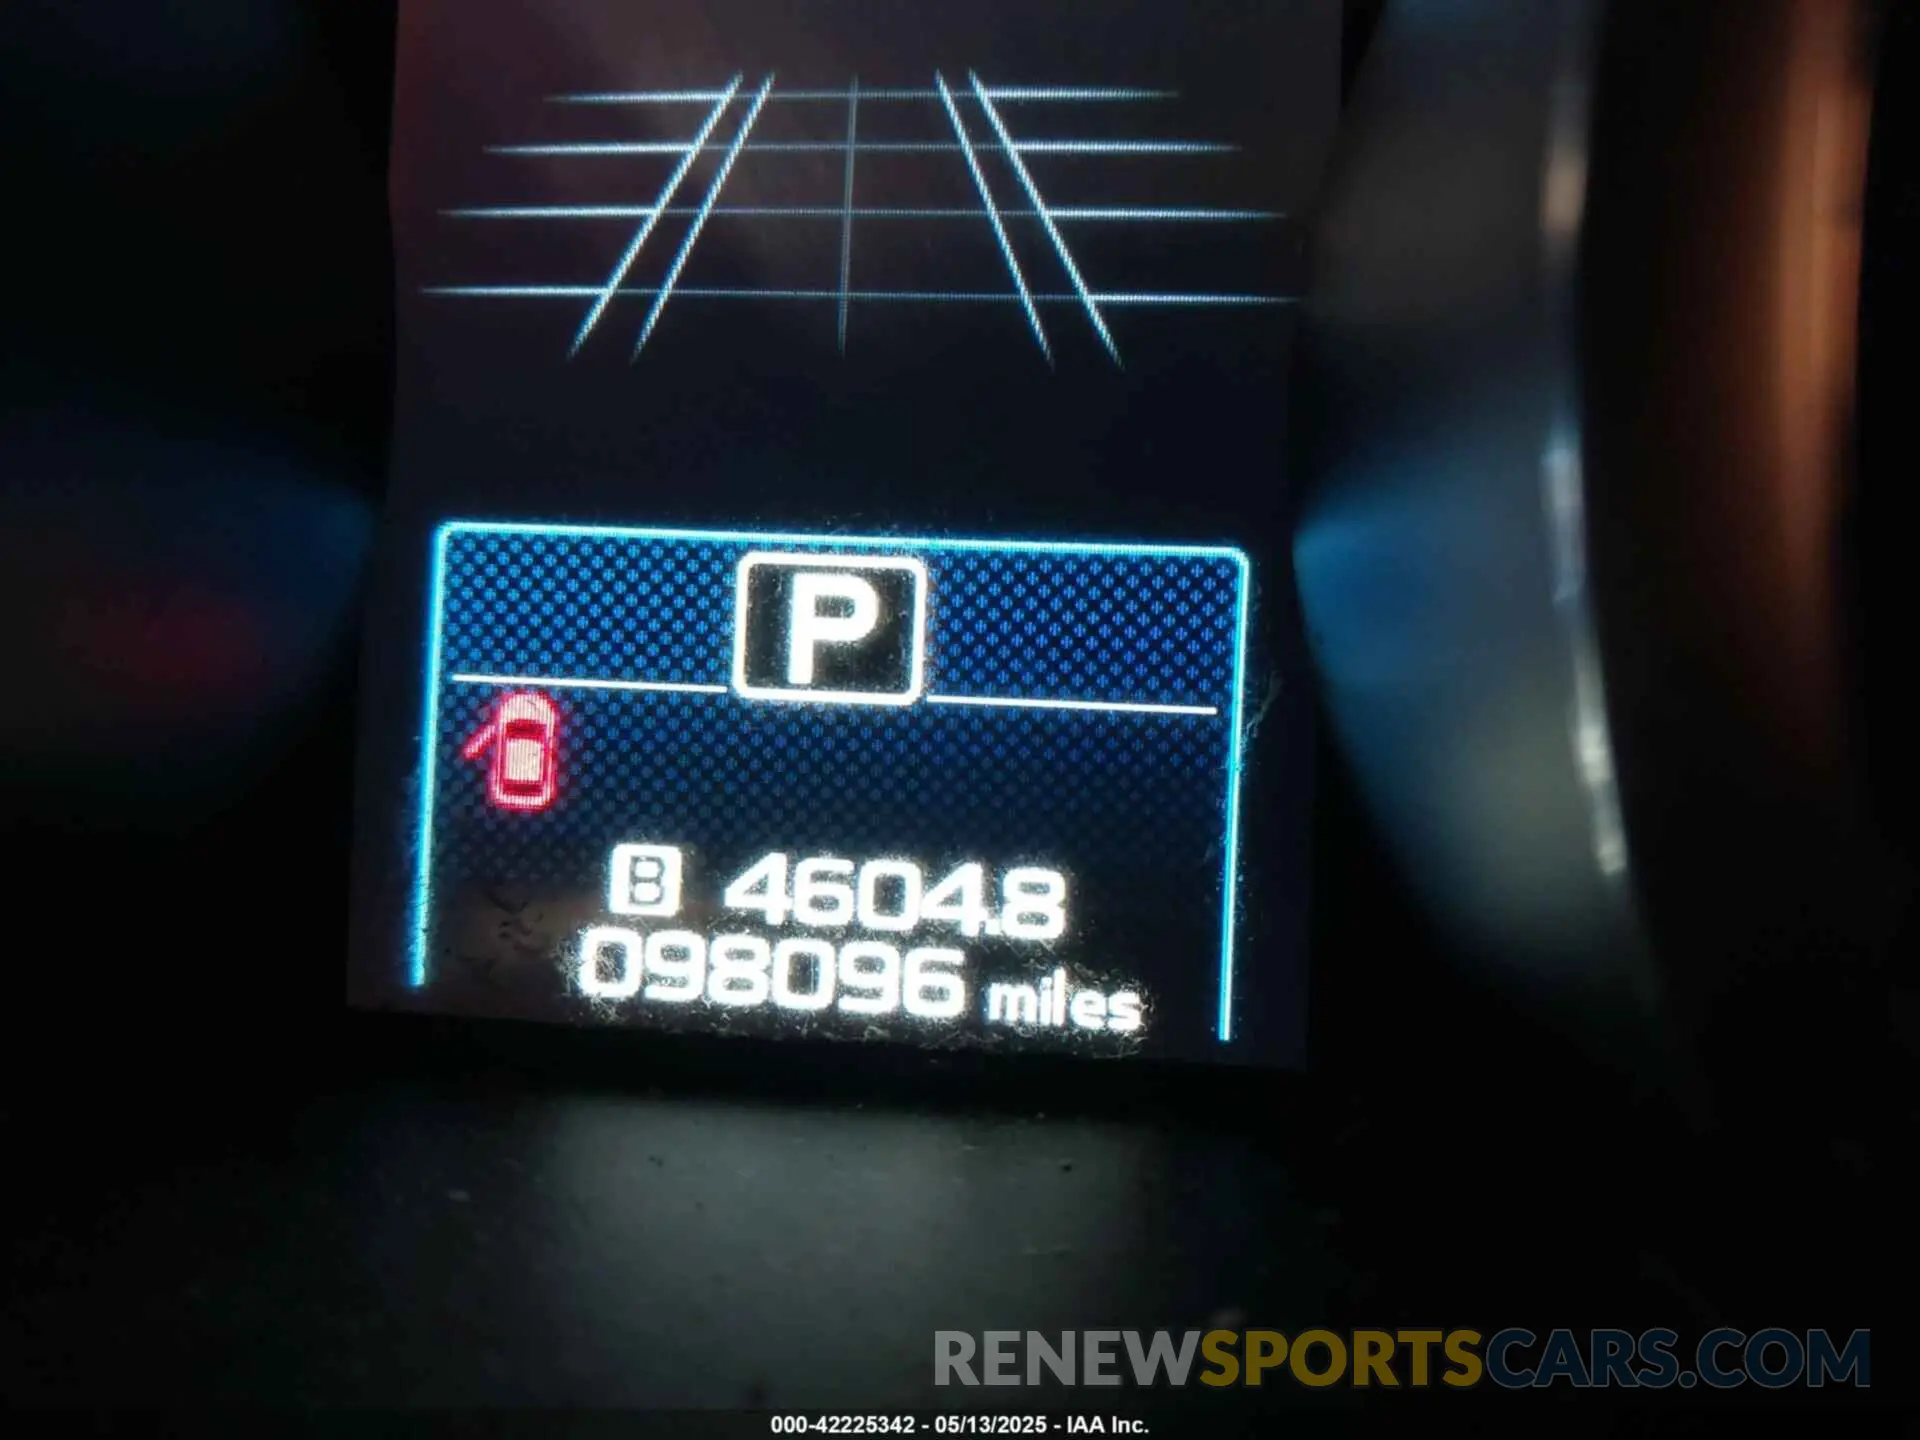 P
B 4604.8
098096 miles
RENEWSPORTSCARS.COM
000-42225342 - 05/13/2025 - IAA Inc.